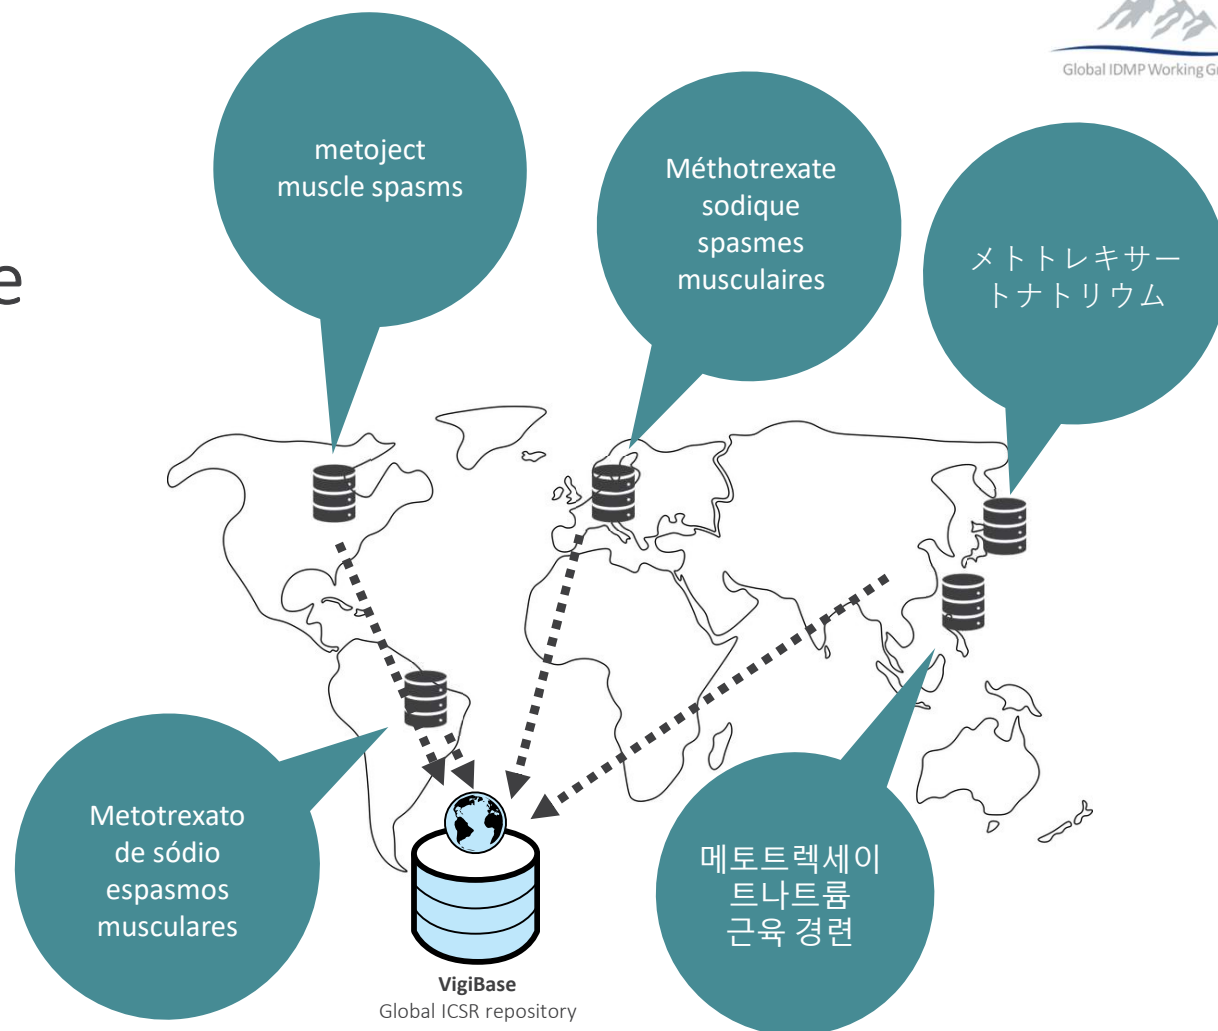 Global IDMP Working
metoject
muscle spasms
Méthotrexate
sodique
spasmes
musculaires
メトトレキサー
トナトリウム
e
Metotrexato
de sódio
espasmos
musculares
메토트렉세이
트나트륨
근육 경련
VigiBase
Global ICSR repository